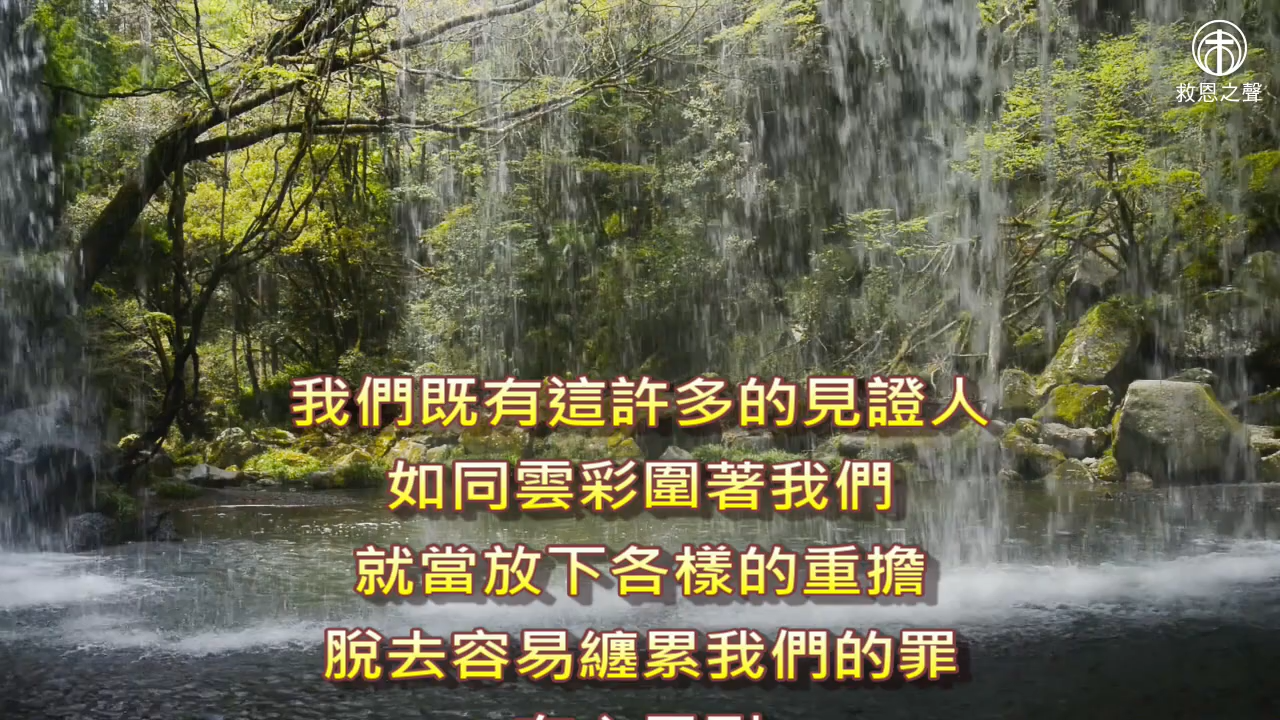 救恩之聲
我們既有這許多的見證人
如同雲彩圍著我們
就當放下各樣的重擔
脫去容易纏累我們的罪